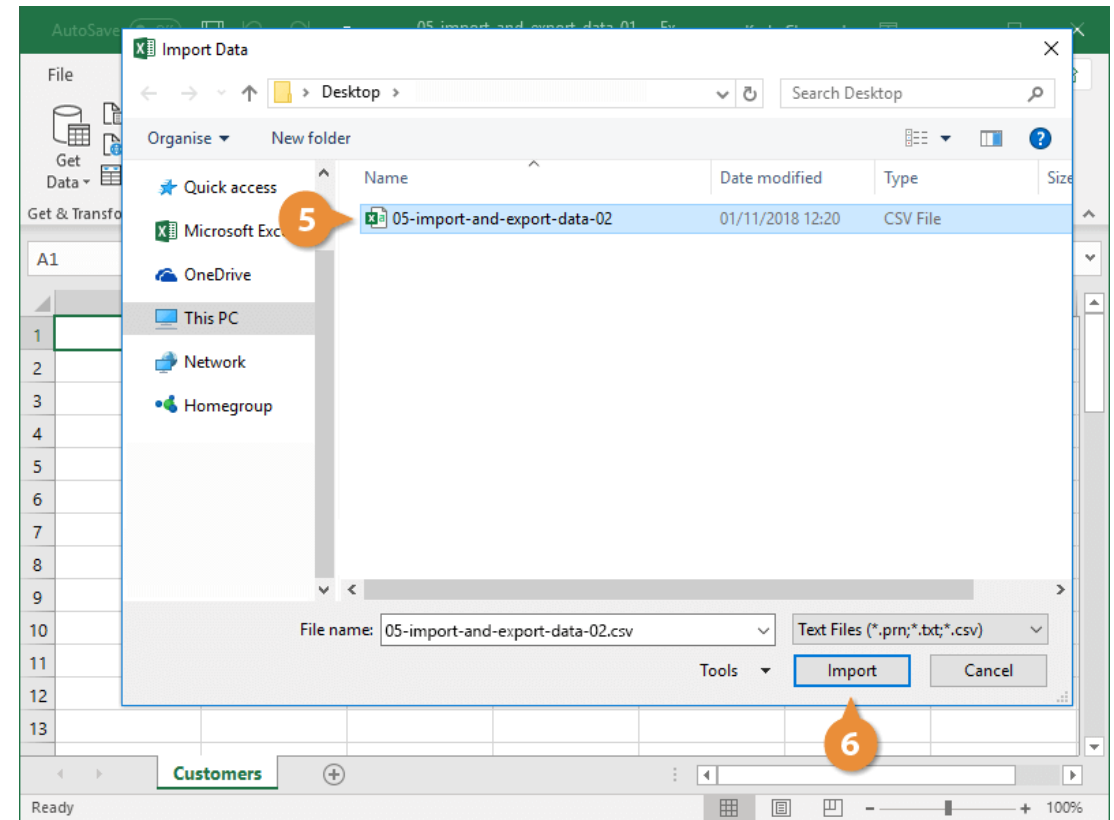 AutoSave
05-import-and-export-data-01
Import Data
File
Desktop
Search Desktop
Organise
New folder
?
Get
Data
Get & Transfo
Quick access
Microsoft Exc
OneDrive
This PC
Network
Homegroup
Name
Date modified
Type
Size
5
05-import-and-export-data-02
01/11/2018 12:20
CSV File
A1
1
2
3
4
5
6
7
8
9
10
11
12
13
File name:
05-import-and-export-data-02.csv
Text Files (*.prn;*.txt;*.csv)
Tools
Import
Cancel
6
Customers
Ready
100%